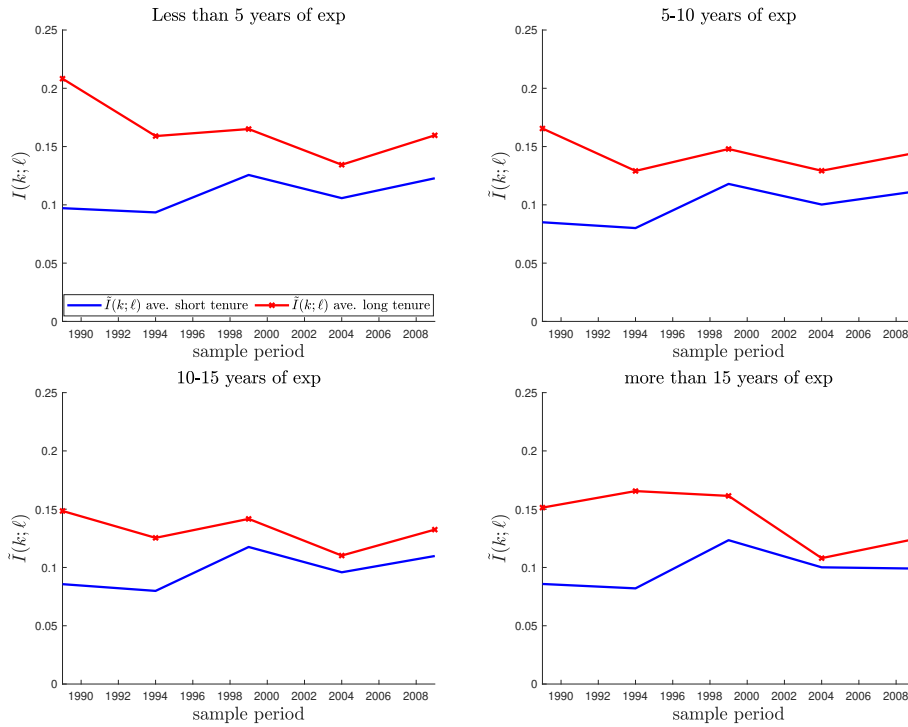 Less than 5 years of exp
0.25
0.2
0.15
0.1
0.05
0
I(k; ℓ)
Ĩ(k; ℓ) ave. short tenure
Ĩ(k; ℓ) ave. long tenure
1990 1992 1994 1996 1998 2000 2002 2004 2006 2008
sample period
5-10 years of exp
0.25
0.2
0.15
0.1
0.05
0
Ĩ(k; ℓ)
1990 1992 1994 1996 1998 2000 2002 2004 2006 2008
sample period
10-15 years of exp
0.25
0.2
0.15
0.1
0.05
0
Ĩ(k; ℓ)
1990 1992 1994 1996 1998 2000 2002 2004 2006 2008
sample period
more than 15 years of exp
0.25
0.2
0.15
0.1
0.05
0
Ĩ(k; ℓ)
1990 1992 1994 1996 1998 2000 2002 2004 2006 2008
sample period